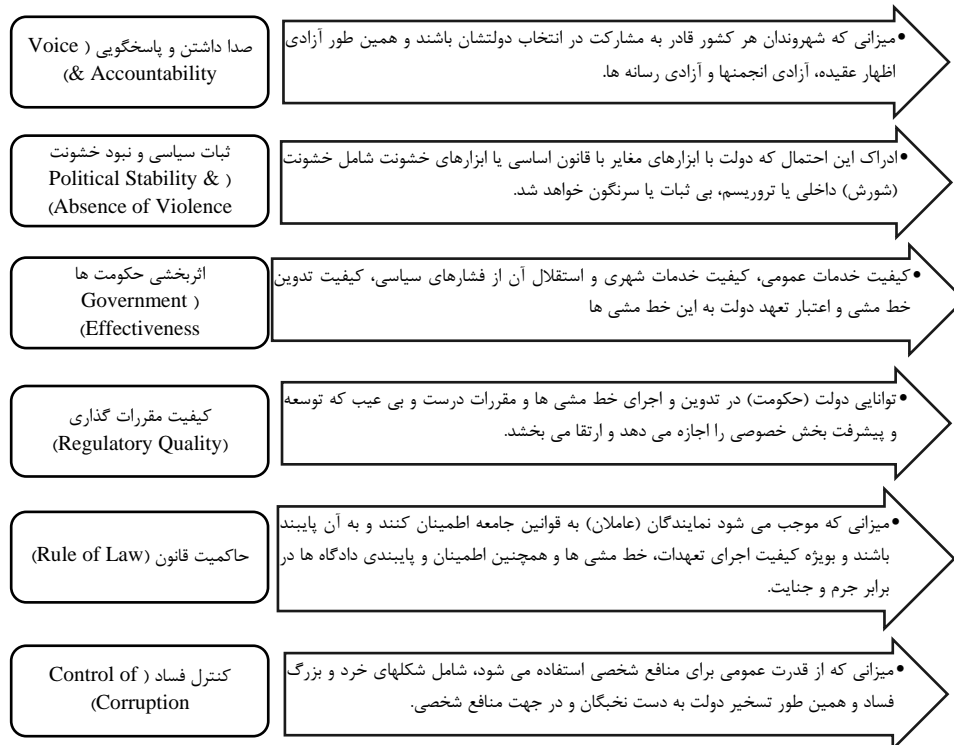 صدا داشتن و پاسخگویی (Voice
& Accountability)
•میزانی که شهروندان هر کشور قادر به مشارکت در انتخاب دولتشان باشند و همین طور آزادی
اظهار عقیده، آزادی انجمنها و آزادی رسانه ها.
ثبات سیاسی و نبود خشونت
(Political Stability &
Absence of Violence)
•ادراک این احتمال که دولت با ابزارهای مغایر با قانون اساسی یا ابزارهای خشونت شامل خشونت
(شورش) داخلی یا تروریسم، بی ثبات یا سرنگون خواهد شد.
اثربخشی حکومت ها
(Government
Effectiveness)
•کیفیت خدمات عمومی، کیفیت خدمات شهری و استقلال آن از فشارهای سیاسی، کیفیت تدوین
خط مشی و اعتبار تعهد دولت به این خط مشی ها
کیفیت مقررات گذاری
(Regulatory Quality)
•توانایی دولت (حکومت) در تدوین و اجرای خط مشی ها و مقررات درست و بی عیب که توسعه
و پیشرفت بخش خصوصی را اجازه می دهد و ارتقا می بخشد.
حاکمیت قانون (Rule of Law)
•میزانی که موجب می شود نمایندگان (عاملان) به قوانین جامعه اطمینان کنند و به آن پایبند
باشند و بویژه کیفیت اجرای تعهدات، خط مشی ها و همچنین اطمینان و پایبندی دادگاه ها در
برابر جرم و جنایت.
کنترل فساد (Control of
Corruption)
•میزانی که از قدرت عمومی برای منافع شخصی استفاده می شود، شامل شکلهای خرد و بزرگ
فساد و همین طور تسخیر دولت به دست نخبگان و در جهت منافع شخصی.